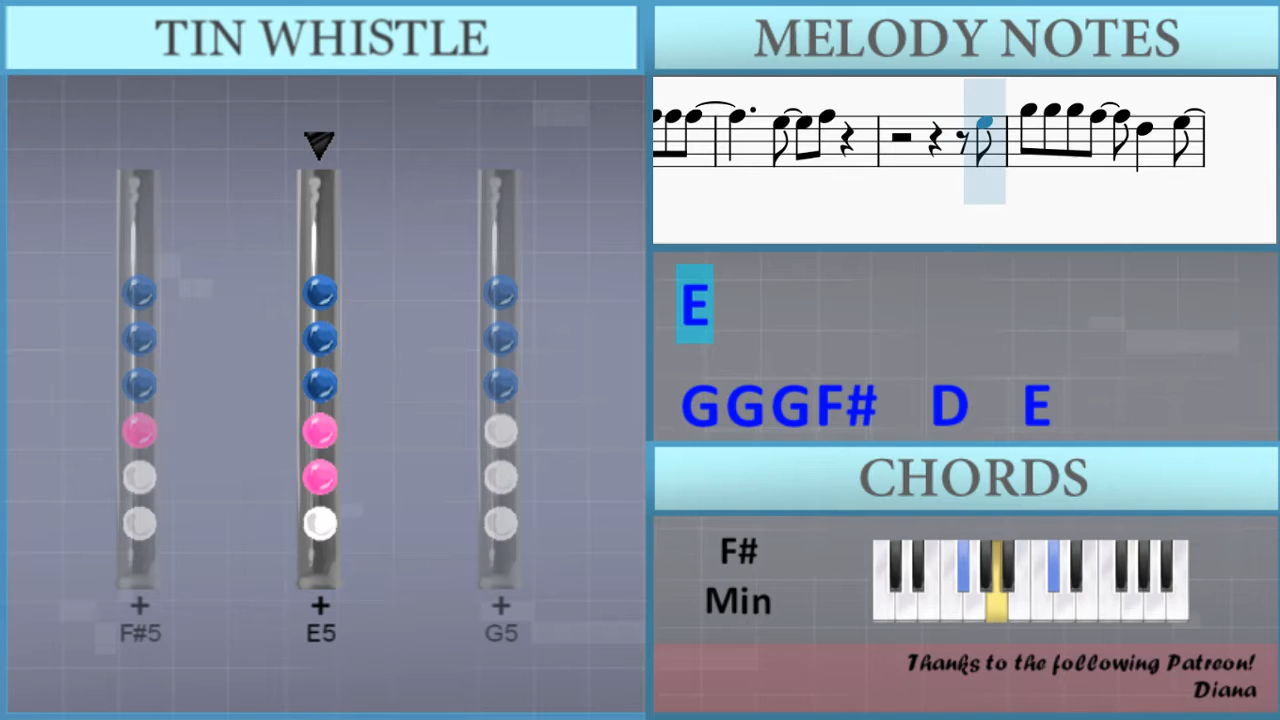 TIN WHISTLE
+
F#5
+
E5
+
G5
MELODY NOTES
E
GGGF# D E
CHORDS
F#
Min
Thanks to the following Patreon!
Diana